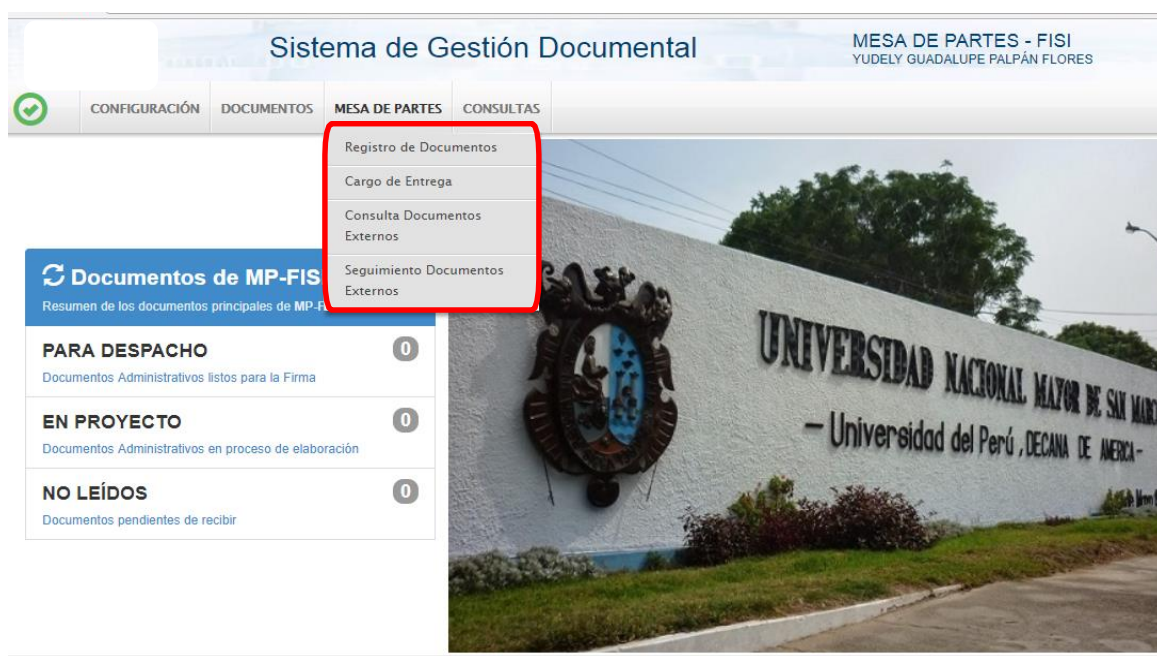 Sistema de Gestión Documental
MESA DE PARTES - FISI
YUDELY GUADALUPE PALPÁN FLORES
CONFIGURACIÓN DOCUMENTOS MESA DE PARTES CONSULTAS
Registro de Documentos
Cargo de Entrega
Consulta Documentos
Externos
Seguimiento Documentos
Externos
Documentos de MP-FIS
Resumen de los documentos principales de MP-F
PARA DESPACHO 0
Documentos Administrativos listos para la Firma
EN PROYECTO 0
Documentos Administrativos en proceso de elaboración
NO LEÍDOS 0
Documentos pendientes de recibir
UNIVERSIDAD NACIONAL MAYOR DE SAN MARC
– Universidad del Perú, DECANA DE AMERICA –